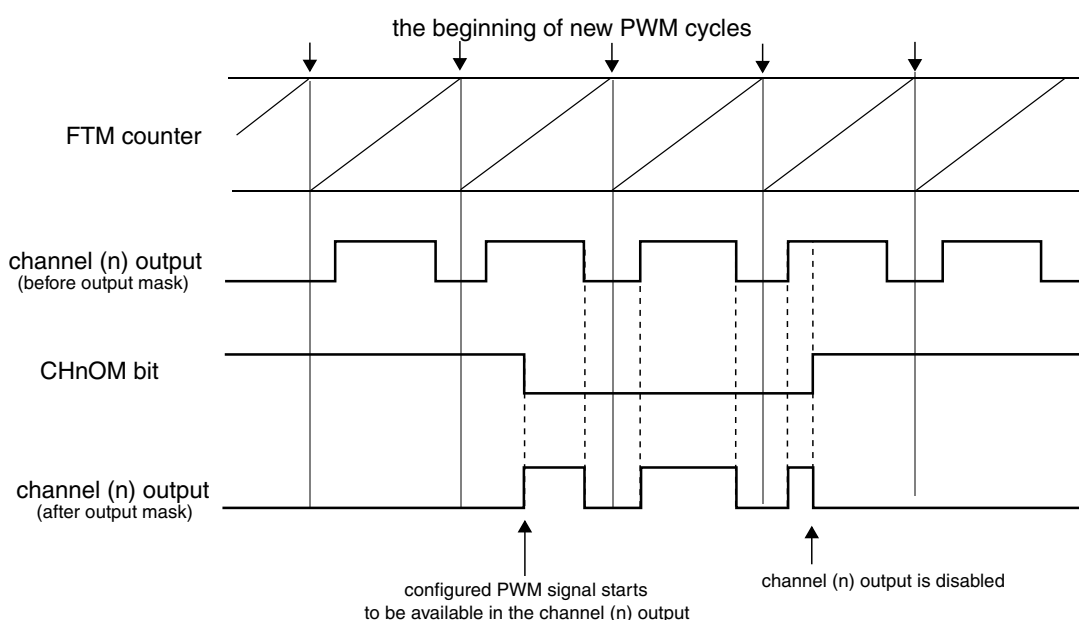 the beginning of new PWM cycles
FTM counter
channel (n) output
(before output mask)
CHnOM bit
channel (n) output
(after output mask)
configured PWM signal starts
to be available in the channel (n) output
channel (n) output is disabled